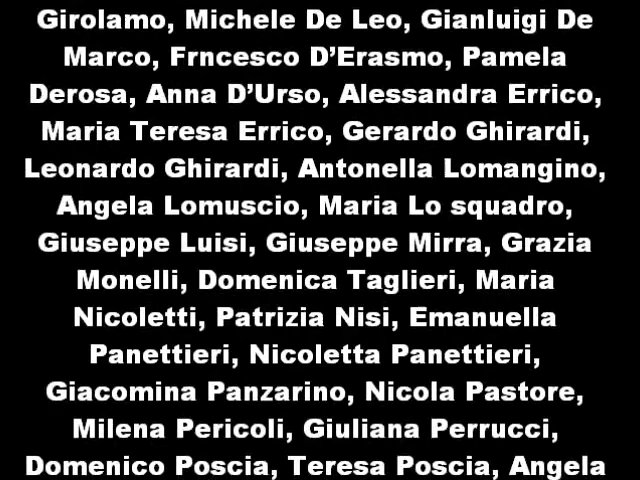 Girolamo, Michele De Leo, Gianluigi De
Marco, Frncesco D’Erasmo, Pamela
Derosa, Anna D’Urso, Alessandra Errico,
Maria Teresa Errico, Gerardo Ghirardi,
Leonardo Ghirardi, Antonella Lomangino,
Angela Lomuscio, Maria Lo squadro,
Giuseppe Luisi, Giuseppe Mirra, Grazia
Monelli, Domenica Taglieri, Maria
Nicoletti, Patrizia Nisi, Emanuella
Panettieri, Nicoletta Panettieri,
Giacomina Panzarino, Nicola Pastore,
Milena Pericoli, Giuliana Perrucci,
Domenico Poscia, Teresa Poscia, Angela